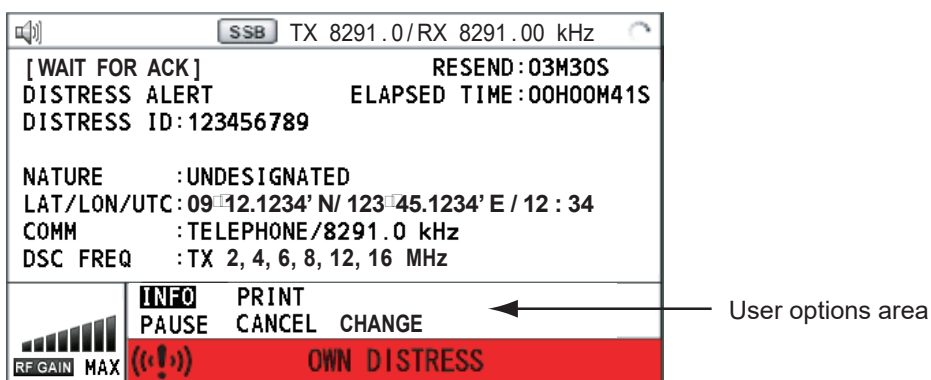 SSB TX 8291.0/RX 8291.00 kHz
[WAIT FOR ACK] RESEND:03M30S
DISTRESS ALERT ELAPSED TIME:00H00M41S
DISTRESS ID:123456789
NATURE :UNDESIGNATED
LAT/LON/UTC:09□12.1234' N/ 123□45.1234' E / 12 : 34
COMM :TELEPHONE/8291.0 kHz
DSC FREQ :TX 2, 4, 6, 8, 12, 16 MHz
INFO PRINT
PAUSE CANCEL CHANGE
User options area
RF GAIN MAX
OWN DISTRESS